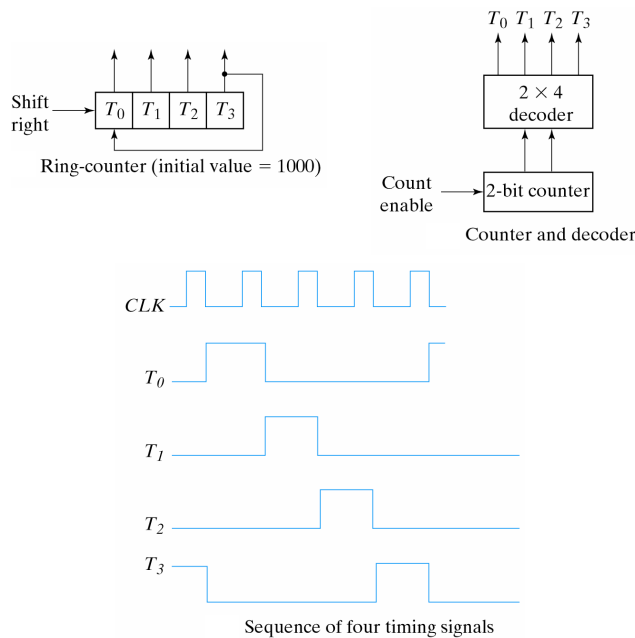 Shift
right
T0 T1 T2 T3
Ring-counter (initial value = 1000)
T0 T1 T2 T3
2 × 4
decoder
Count
enable
2-bit counter
Counter and decoder
CLK
T0
T1
T2
T3
Sequence of four timing signals